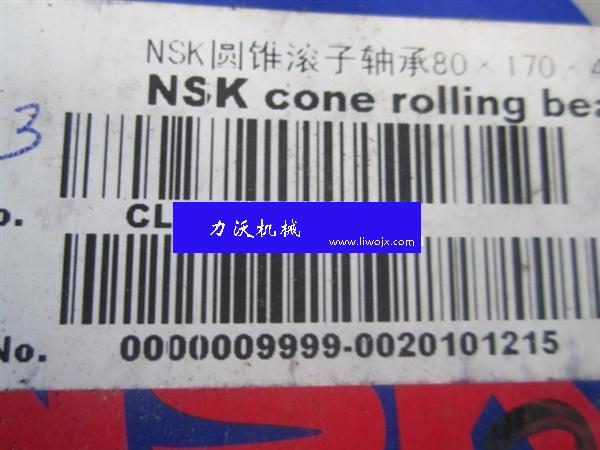 NSK圆锥滚子轴承80×170×4
NSK cone rolling bea
3
o. CL
力沃机械
www.liwojx.com
No. 0000009999-0020101215